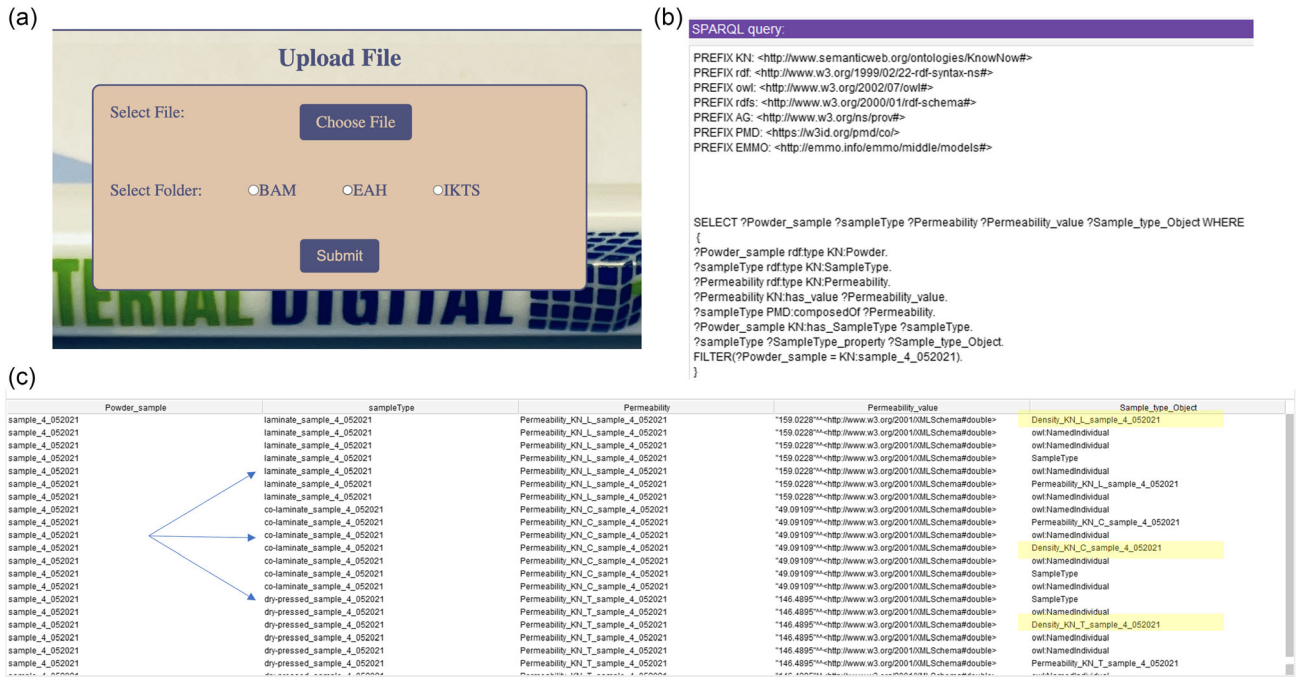 (a)
Upload File
Select File:
Choose File
Select Folder:
BAM
EAH
IKTS
Submit
TERIAL DIGITAL
(b)
SPARQL query:
PREFIX KN: <http://www.semanticweb.org/ontologies/KnowNow#>
PREFIX rdf: <http://www.w3.org/1999/02/22-rdf-syntax-ns#>
PREFIX owl: <http://www.w3.org/2002/07/owl#>
PREFIX rdfs: <http://www.w3.org/2000/01/rdf-schema#>
PREFIX AG: <http://www.w3.org/ns/prov#>
PREFIX PMD: <https://w3id.org/pmd/co/>
PREFIX EMMO: <http://emmo.info/emmo/middle/models#>
SELECT ?Powder_sample ?sampleType ?Permeability ?Permeability_value ?Sample_type_Object WHERE
{
?Powder_sample rdf:type KN:Powder.
?sampleType rdf:type KN:SampleType.
?Permeability rdf:type KN:Permeability.
?Permeability KN:has_value ?Permeability_value.
?sampleType PMD:composedOf ?Permeability.
?Powder_sample KN:has_SampleType ?sampleType.
?sampleType ?SampleType_property ?Sample_type_Object.
FILTER(?Powder_sample = KN:sample_4_052021).
}
(c)
Powder_sample sampleType Permeability Permeability_value Sample_type_Object
sample_4_052021 laminate_sample_4_052021 Permeability_KN_L_sample_4_052021 "159.0228"^^<http://www.w3.org/2001/XMLSchema#double> Density_KN_L_sample_4_052021
sample_4_052021 laminate_sample_4_052021 Permeability_KN_L_sample_4_052021 "159.0228"^^<http://www.w3.org/2001/XMLSchema#double> owl:NamedIndividual
sample_4_052021 laminate_sample_4_052021 Permeability_KN_L_sample_4_052021 "159.0228"^^<http://www.w3.org/2001/XMLSchema#double> owl:NamedIndividual
sample_4_052021 laminate_sample_4_052021 Permeability_KN_L_sample_4_052021 "159.0228"^^<http://www.w3.org/2001/XMLSchema#double> SampleType
sample_4_052021 laminate_sample_4_052021 Permeability_KN_L_sample_4_052021 "159.0228"^^<http://www.w3.org/2001/XMLSchema#double> owl:NamedIndividual
sample_4_052021 laminate_sample_4_052021 Permeability_KN_L_sample_4_052021 "159.0228"^^<http://www.w3.org/2001/XMLSchema#double> Permeability_KN_L_sample_4_052021
sample_4_052021 laminate_sample_4_052021 Permeability_KN_L_sample_4_052021 "159.0228"^^<http://www.w3.org/2001/XMLSchema#double> owl:NamedIndividual
sample_4_052021 co-laminate_sample_4_052021 Permeability_KN_C_sample_4_052021 "49.09109"^^<http://www.w3.org/2001/XMLSchema#double> owl:NamedIndividual
sample_4_052021 co-laminate_sample_4_052021 Permeability_KN_C_sample_4_052021 "49.09109"^^<http://www.w3.org/2001/XMLSchema#double> Permeability_KN_C_sample_4_052021
sample_4_052021 co-laminate_sample_4_052021 Permeability_KN_C_sample_4_052021 "49.09109"^^<http://www.w3.org/2001/XMLSchema#double> owl:NamedIndividual
sample_4_052021 co-laminate_sample_4_052021 Permeability_KN_C_sample_4_052021 "49.09109"^^<http://www.w3.org/2001/XMLSchema#double> Density_KN_C_sample_4_052021
sample_4_052021 co-laminate_sample_4_052021 Permeability_KN_C_sample_4_052021 "49.09109"^^<http://www.w3.org/2001/XMLSchema#double> owl:NamedIndividual
sample_4_052021 co-laminate_sample_4_052021 Permeability_KN_C_sample_4_052021 "49.09109"^^<http://www.w3.org/2001/XMLSchema#double> SampleType
sample_4_052021 co-laminate_sample_4_052021 Permeability_KN_C_sample_4_052021 "49.09109"^^<http://www.w3.org/2001/XMLSchema#double> owl:NamedIndividual
sample_4_052021 dry-pressed_sample_4_052021 Permeability_KN_T_sample_4_052021 "146.4895"^^<http://www.w3.org/2001/XMLSchema#double> SampleType
sample_4_052021 dry-pressed_sample_4_052021 Permeability_KN_T_sample_4_052021 "146.4895"^^<http://www.w3.org/2001/XMLSchema#double> owl:NamedIndividual
sample_4_052021 dry-pressed_sample_4_052021 Permeability_KN_T_sample_4_052021 "146.4895"^^<http://www.w3.org/2001/XMLSchema#double> Density_KN_T_sample_4_052021
sample_4_052021 dry-pressed_sample_4_052021 Permeability_KN_T_sample_4_052021 "146.4895"^^<http://www.w3.org/2001/XMLSchema#double> owl:NamedIndividual
sample_4_052021 dry-pressed_sample_4_052021 Permeability_KN_T_sample_4_052021 "146.4895"^^<http://www.w3.org/2001/XMLSchema#double> owl:NamedIndividual
sample_4_052021 dry-pressed_sample_4_052021 Permeability_KN_T_sample_4_052021 "146.4895"^^<http://www.w3.org/2001/XMLSchema#double> Permeability_KN_T_sample_4_052021